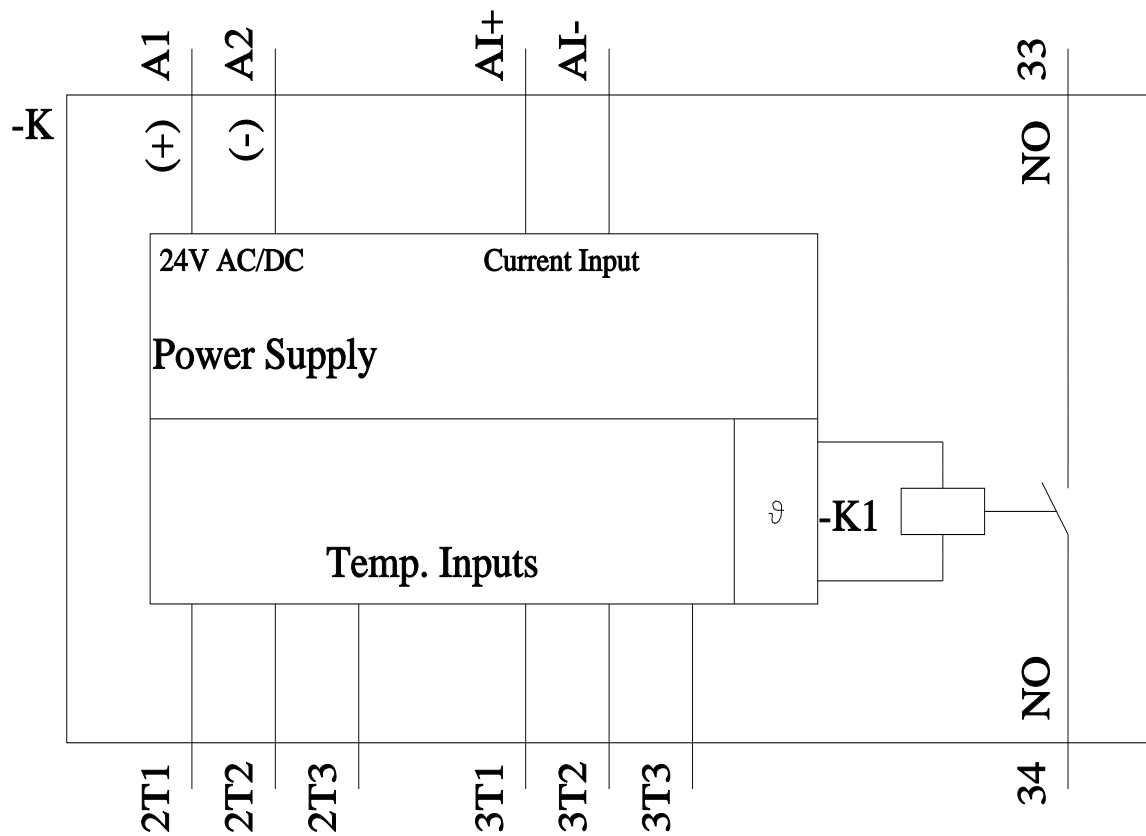 A1
A2
AI+
AI-
33
-K
(+)
(-)
NO
24V AC/DC
Current Input
Power Supply
ϑ
-K1
Temp. Inputs
NO
2T1
2T2
2T3
3T1
3T2
3T3
34